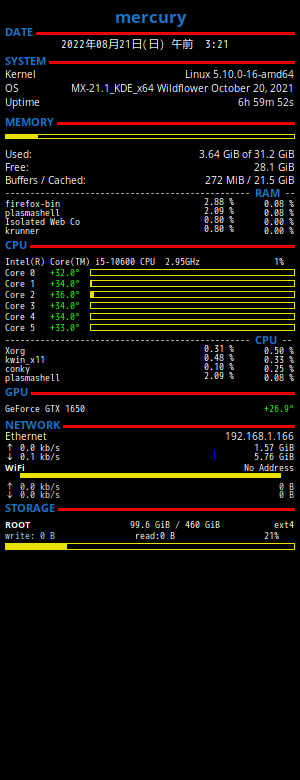 mercury
DATE
2022年08月21日(日) 午前 3:21
SYSTEM
Kernel Linux 5.10.0-16-amd64
OS MX-21.1_KDE_x64 Wildflower October 20, 2021
Uptime 6h 59m 52s
MEMORY
Used: 3.64 GiB of 31.2 GiB
Free: 28.1 GiB
Buffers / Cached: 272 MiB / 21.5 GiB
RAM
firefox-bin 2.88 % 0.08 %
plasmashell 2.09 % 0.08 %
Isolated Web Co 0.80 % 0.00 %
krunner 0.80 % 0.00 %
CPU
Intel(R) Core(TM) i5-10600 CPU 2.95GHz 1%
Core 0 +32.0°
Core 1 +34.0°
Core 2 +36.0°
Core 3 +34.0°
Core 4 +34.0°
Core 5 +33.0°
CPU
Xorg 0.31 % 0.50 %
kwin_x11 0.48 % 0.33 %
conky 0.10 % 0.25 %
plasmashell 2.09 % 0.08 %
GPU
GeForce GTX 1650 +26.9°
NETWORK
Ethernet 192.168.1.166
↑ 0.0 kb/s 1.57 GiB
↓ 0.1 kb/s 5.76 GiB
WiFi No Address
↑ 0.0 kb/s 0 B
↓ 0.0 kb/s 0 B
STORAGE
ROOT 99.6 GiB / 460 GiB ext4
write: 0 B read:0 B 21%